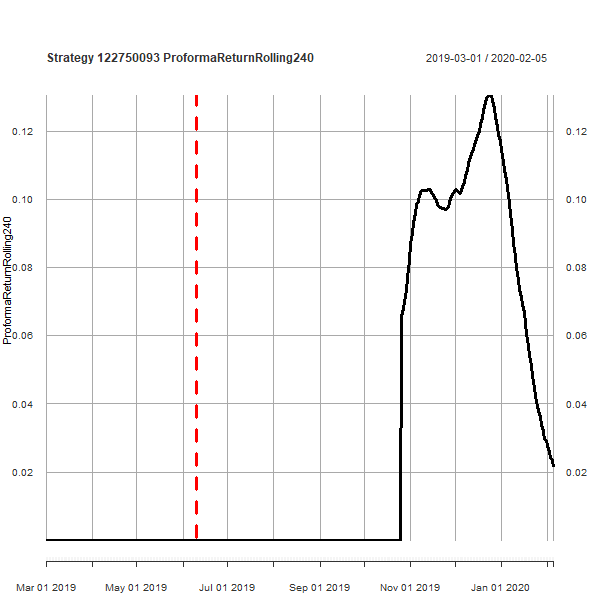 Strategy 122750093 ProformaReturnRolling240
2019-03-01 / 2020-02-05
ProformaReturnRolling240
0.12 0.12
0.10 0.10
0.08 0.08
0.06 0.06
0.04 0.04
0.02 0.02
Mar 01 2019 May 01 2019 Jul 01 2019 Sep 01 2019 Nov 01 2019 Jan 01 2020